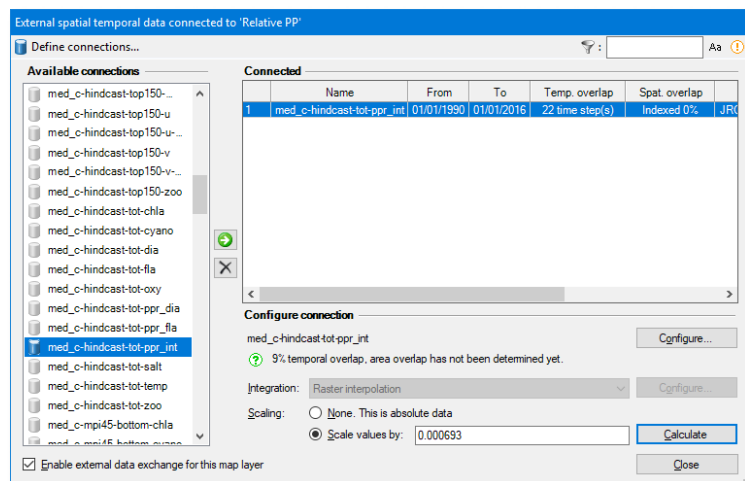 External spatial temporal data connected to 'Relative PP'
Define connections...
:
Aa
Available connections
med_c-hindcast-top150-...
med_c-hindcast-top150-u
med_c-hindcast-top150-u-...
med_c-hindcast-top150-v
med_c-hindcast-top150-v-...
med_c-hindcast-top150-zoo
med_c-hindcast-tot-chla
med_c-hindcast-tot-cyano
med_c-hindcast-tot-dia
med_c-hindcast-tot-fla
med_c-hindcast-tot-oxy
med_c-hindcast-tot-ppr_dia
med_c-hindcast-tot-ppr_fla
med_c-hindcast-tot-ppr_int
med_c-hindcast-tot-salt
med_c-hindcast-tot-temp
med_c-hindcast-tot-zoo
med_c-mpi45-bottom-chla
med_c-mpi45-bottom-cyano
Connected
Name From To Temp. overlap Spat. overlap
1 med_c-hindcast-tot-ppr_int 01/01/1990 01/01/2016 22 time step(s) Indexed 0% JRC
Configure connection
med_c-hindcast-tot-ppr_int Configure...
? 9% temporal overlap, area overlap has not been determined yet.
Integration: Raster interpolation Configure...
Scaling: None. This is absolute data
Scale values by: 0.000693 Calculate
Enable external data exchange for this map layer Close